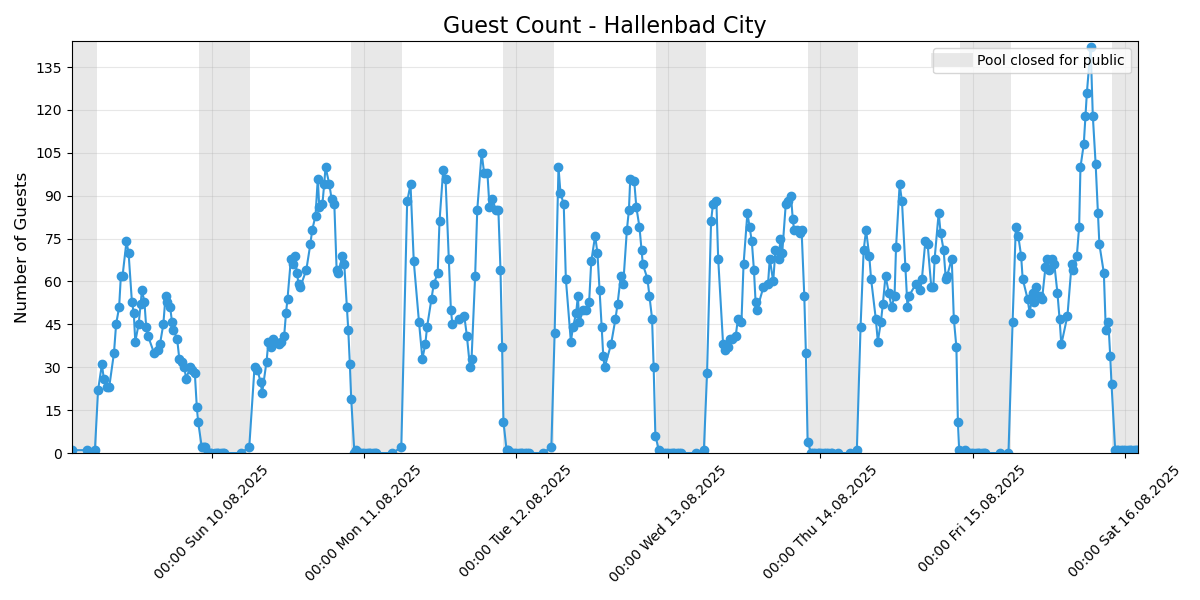 Guest Count - Hallenbad City
Pool closed for public
Number of Guests
135
120
105
90
75
60
45
30
15
0
00:00 Sun 10.08.2025
00:00 Mon 11.08.2025
00:00 Tue 12.08.2025
00:00 Wed 13.08.2025
00:00 Thu 14.08.2025
00:00 Fri 15.08.2025
00:00 Sat 16.08.2025